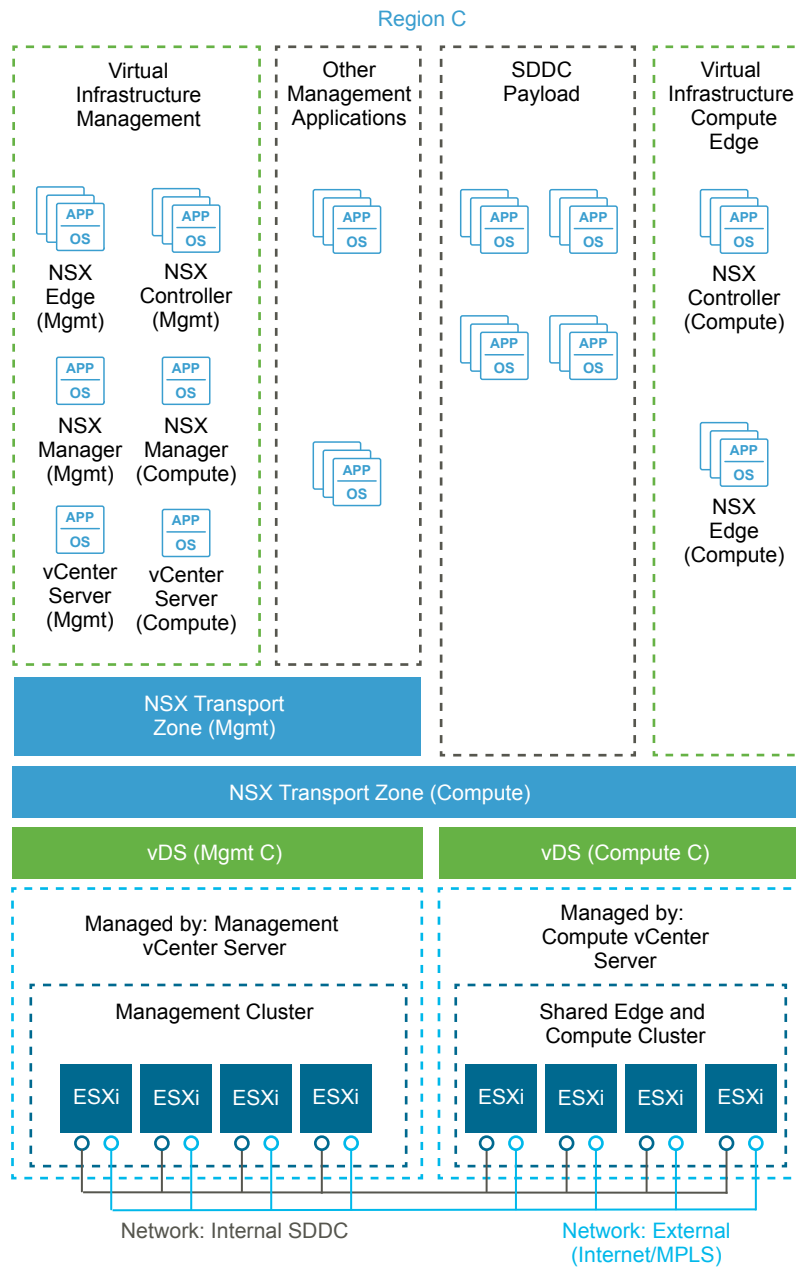 Region C
Virtual
Infrastructure
Management
Other
Management
Applications
SDDC
Payload
Virtual
Infrastructure
Compute
Edge
APP
OS
NSX
Edge
(Mgmt)
APP
OS
NSX
Controller
(Mgmt)
APP
OS
NSX
Manager
(Mgmt)
APP
OS
NSX
Manager
(Compute)
APP
OS
vCenter
Server
(Mgmt)
APP
OS
vCenter
Server
(Compute)
APP
OS
APP
OS
APP
OS
APP
OS
APP
OS
APP
OS
APP
OS
NSX
Controller
(Compute)
APP
OS
NSX
Edge
(Compute)
NSX Transport
Zone (Mgmt)
NSX Transport Zone (Compute)
vDS (Mgmt C)
vDS (Compute C)
Managed by: Management
vCenter Server
Management Cluster
ESXi
ESXi
ESXi
ESXi
Managed by:
Compute vCenter
Server
Shared Edge and
Compute Cluster
ESXi
ESXi
ESXi
ESXi
Network: Internal SDDC
Network: External
(Internet/MPLS)